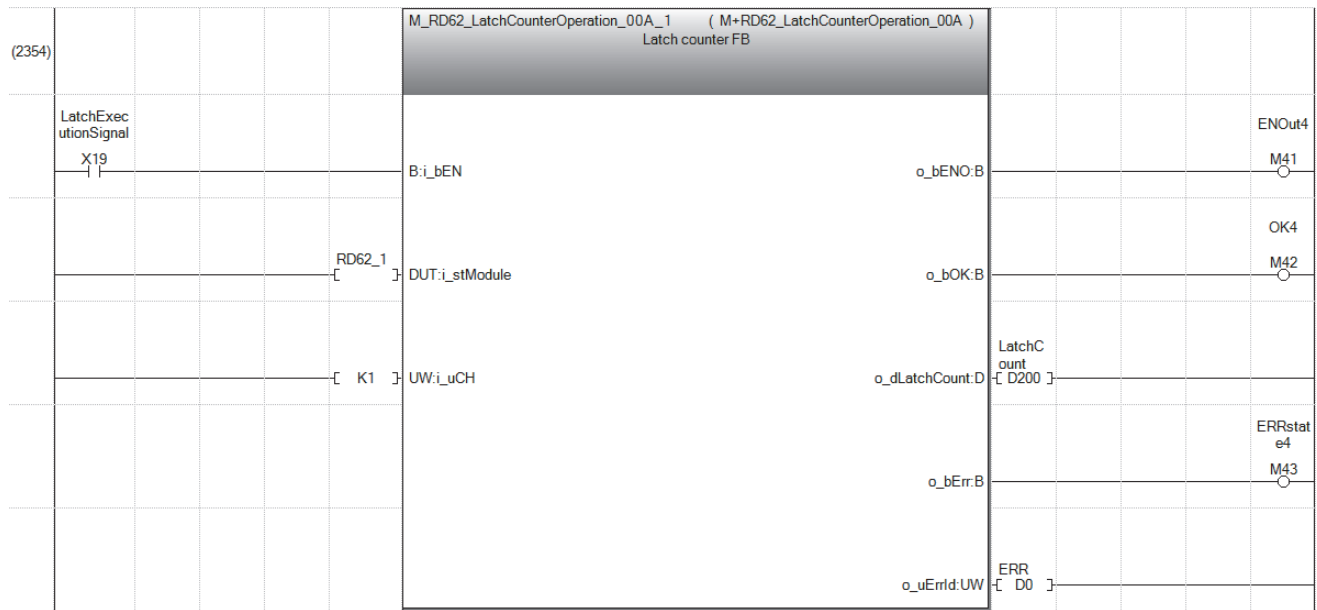 M_RD62_LatchCounterOperation_00A_1 ( M+RD62_LatchCounterOperation_00A )
Latch counter FB
(2354)
LatchExec
utionSignal
X19
B:i_bEN
o_bENO:B
ENOut4
M41
RD62_1
DUT:i_stModule
o_bOK:B
OK4
M42
K1
UW:i_uCH
o_dLatchCount:D
LatchC
ount
D200
o_bErr:B
ERRstat
e4
M43
o_uErrId:UW
ERR
D0